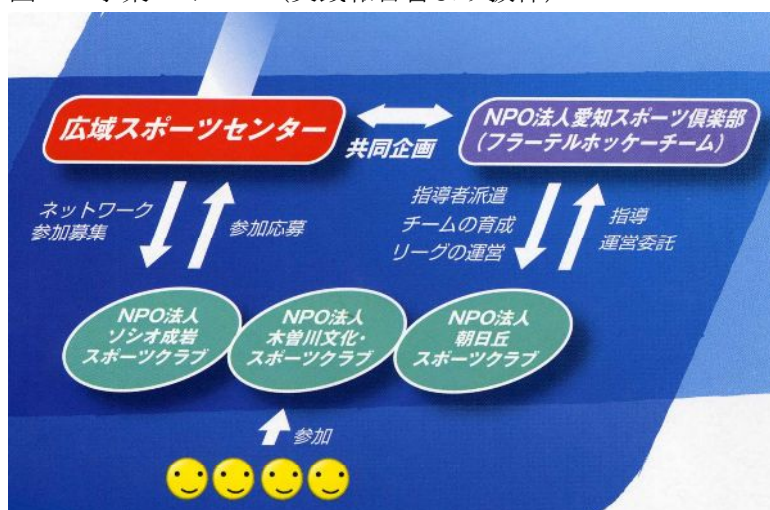 広域スポーツセンター
共同企画
NPO法人愛知スポーツ倶楽部
(フラーテルホッケーチーム)
ネットワーク
参加募集
参加応募
指導者派遣
チームの育成
リーグの運営
指導
運営委託
NPO法人
ソシオ成岩
スポーツクラブ
NPO法人
木曽川文化・
スポーツクラブ
NPO法人
朝日丘
スポーツクラブ
参加